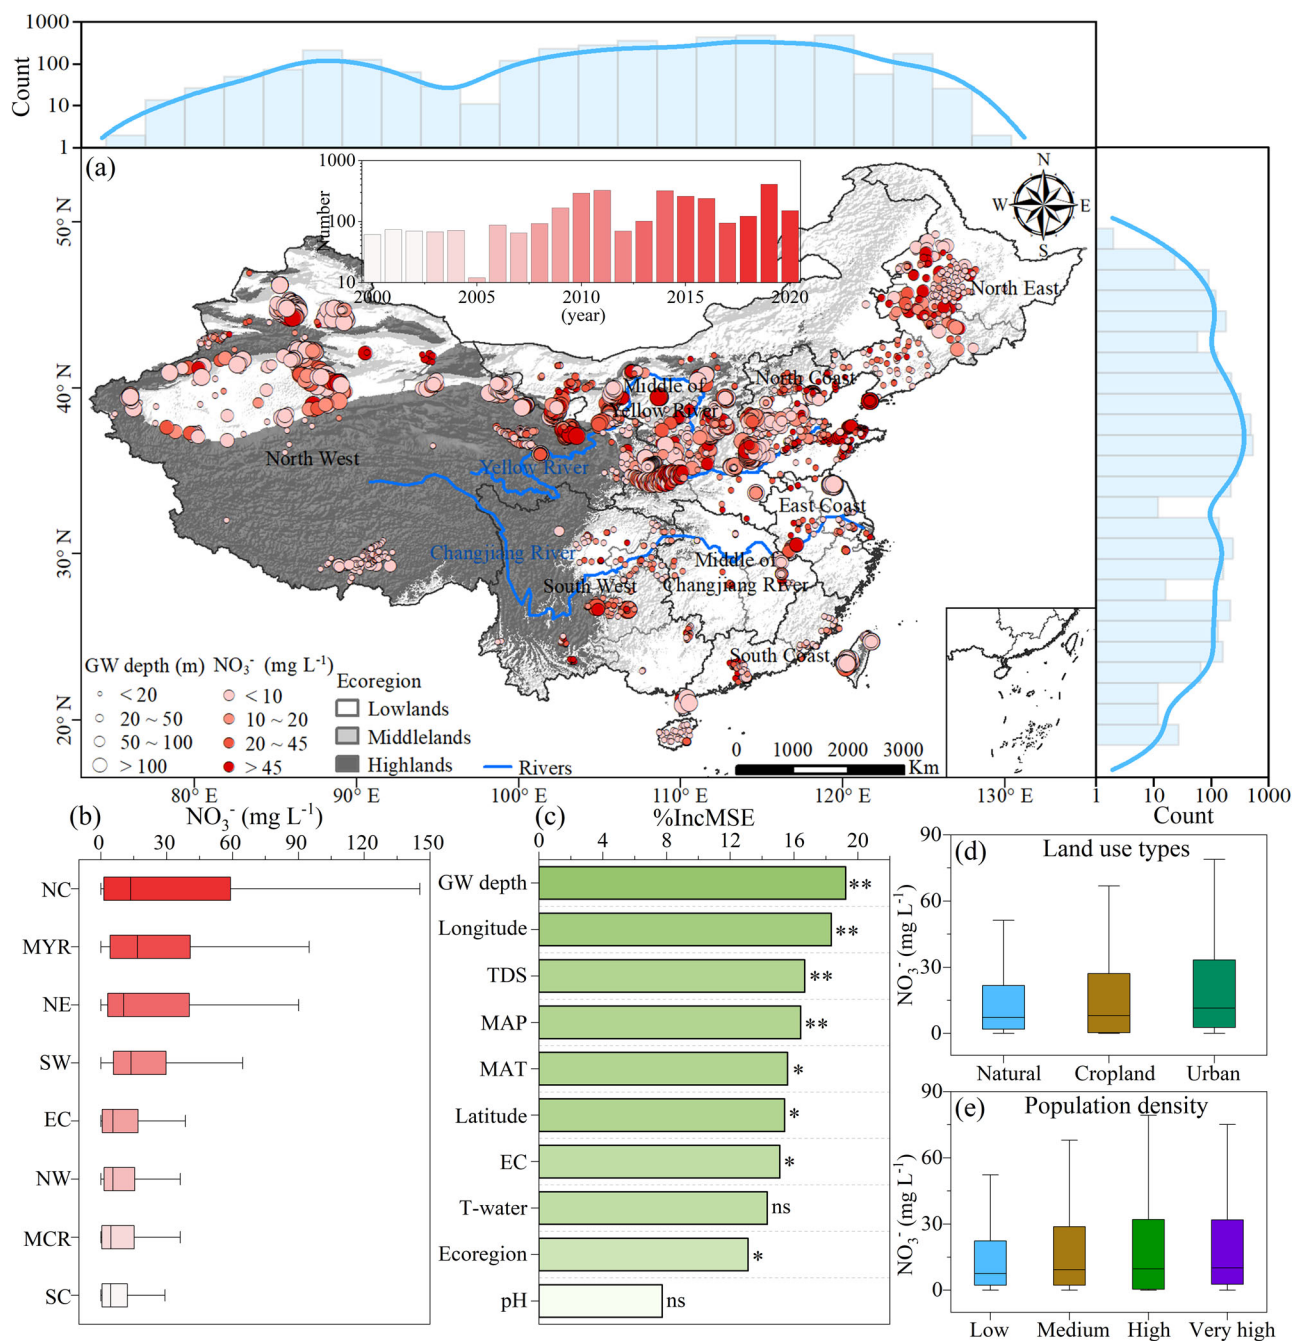 1000
100
10
1
Count
(a)
1000
100
10
Number
2000 2005 2010 2015 2020
(year)
N
W E
S
50° N
40° N
30° N
20° N
North East
North Coast
Middle of
Yellow River
North West
Yellow River
East Coast
Changjiang River
Middle of
Changjiang River
South West
South Coast
GW depth (m)
< 20
20 ~ 50
50 ~ 100
> 100
NO₃⁻ (mg L⁻¹)
< 10
10 ~ 20
20 ~ 45
> 45
Ecoregion
Lowlands
Middlelands
Highlands
Rivers
0 1000 2000 3000
Km
80° E 90° E 100° E 110° E 120° E 130° E
1 10 100 1000
Count
(b)
NO₃⁻ (mg L⁻¹)
0 30 60 90 120 150
NC
MYR
NE
SW
EC
NW
MCR
SC
(c)
%IncMSE
0 4 8 12 16 20
GW depth **
Longitude **
TDS **
MAP **
MAT *
Latitude *
EC *
T-water ns
Ecoregion *
pH ns
(d)
Land use types
NO₃⁻ (mg L⁻¹)
90
60
30
0
Natural Cropland Urban
(e)
Population density
NO₃⁻ (mg L⁻¹)
90
60
30
0
Low Medium High Very high